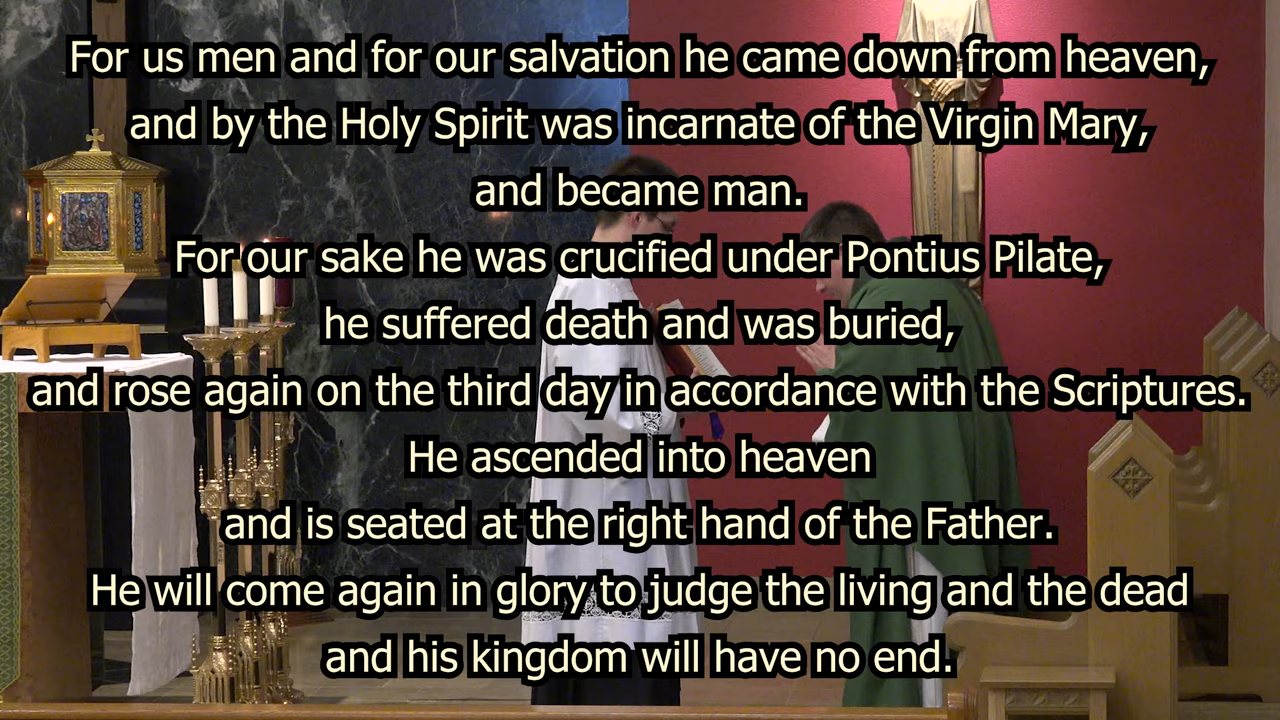 For us men and for our salvation he came down from heaven,
and by the Holy Spirit was incarnate of the Virgin Mary,
and became man.
For our sake he was crucified under Pontius Pilate,
he suffered death and was buried,
and rose again on the third day in accordance with the Scriptures.
He ascended into heaven
and is seated at the right hand of the Father.
He will come again in glory to judge the living and the dead
and his kingdom will have no end.